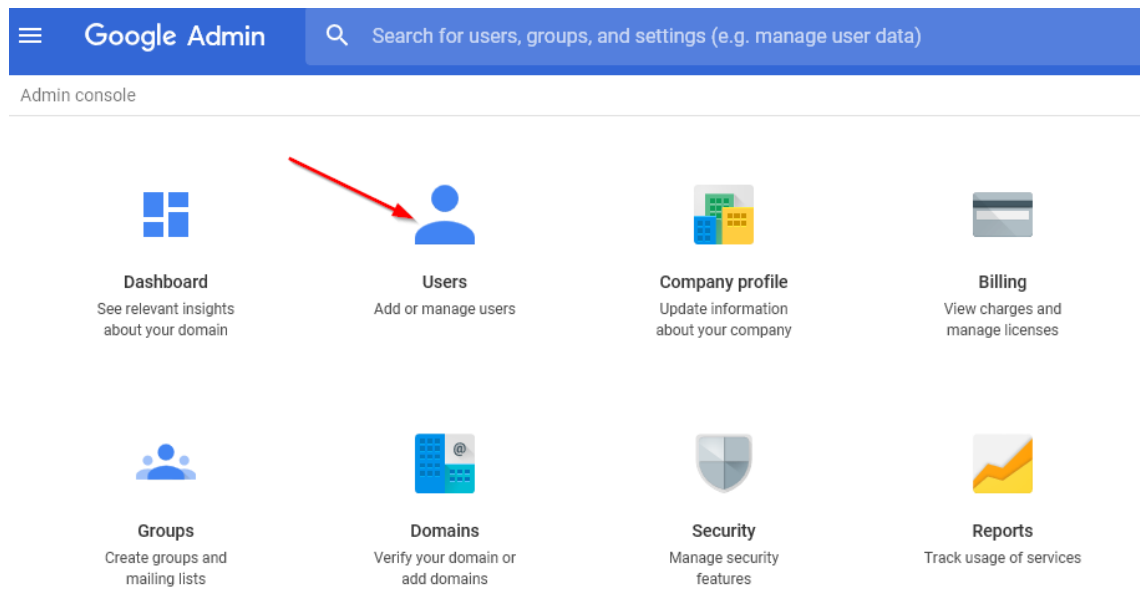 Google Admin
Search for users, groups, and settings (e.g. manage user data)
Admin console
Dashboard
See relevant insights
about your domain
Users
Add or manage users
Company profile
Update information
about your company
Billing
View charges and
manage licenses
Groups
Create groups and
mailing lists
@
Domains
Verify your domain or
add domains
Security
Manage security
features
Reports
Track usage of services